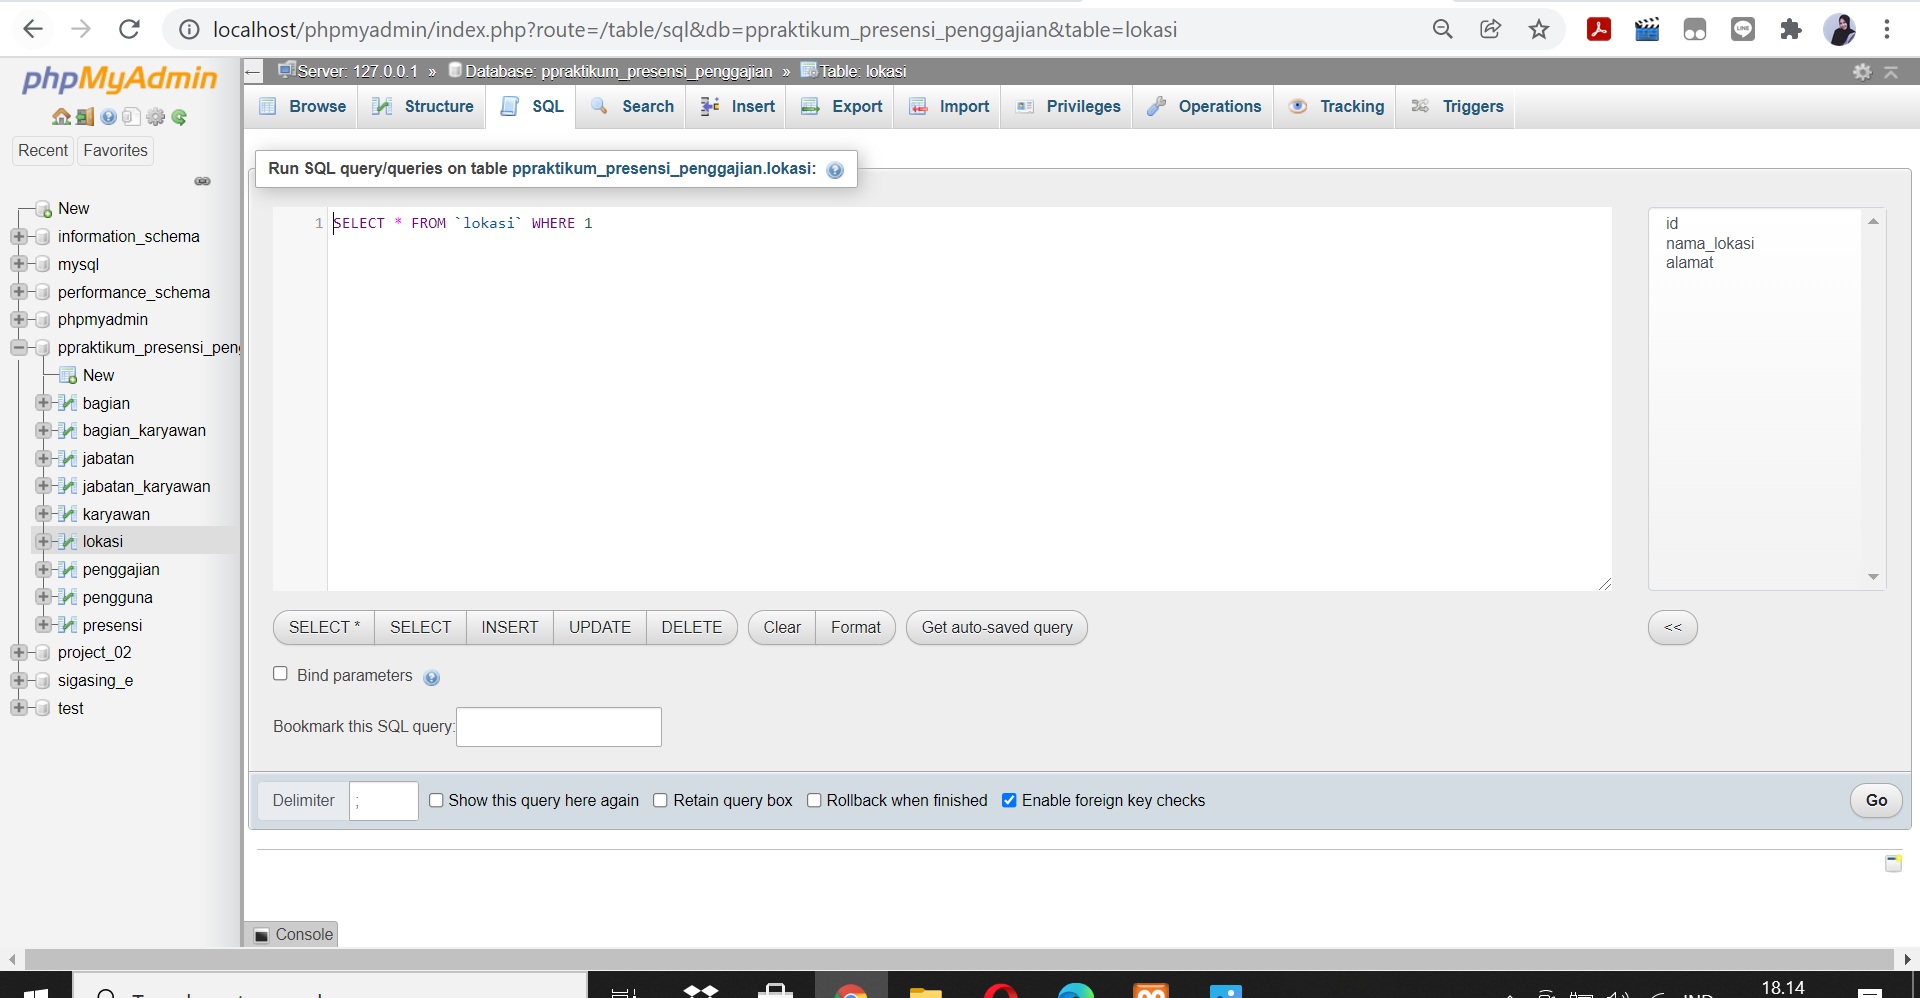 localhost/phpmyadmin/index.php?route=/table/sql&db=ppraktikum_presensi_penggajian&table=lokasi
phpMyAdmin
Recent
Favorites
New
information_schema
mysql
performance_schema
phpmyadmin
ppraktikum_presensi_peng
New
bagian
bagian_karyawan
jabatan
jabatan_karyawan
karyawan
lokasi
penggajian
pengguna
presensi
project_02
sigasing_e
test
Server: 127.0.0.1 » Database: ppraktikum_presensi_penggajian » Table: lokasi
Browse Structure SQL Search Insert Export Import Privileges Operations Tracking Triggers
Run SQL query/queries on table ppraktikum_presensi_penggajian.lokasi:
1 SELECT * FROM `lokasi` WHERE 1
id
nama_lokasi
alamat
SELECT * SELECT INSERT UPDATE DELETE Clear Format Get auto-saved query <<
Bind parameters
Bookmark this SQL query:
Delimiter ; Show this query here again Retain query box Rollback when finished Enable foreign key checks Go
Console
18.14